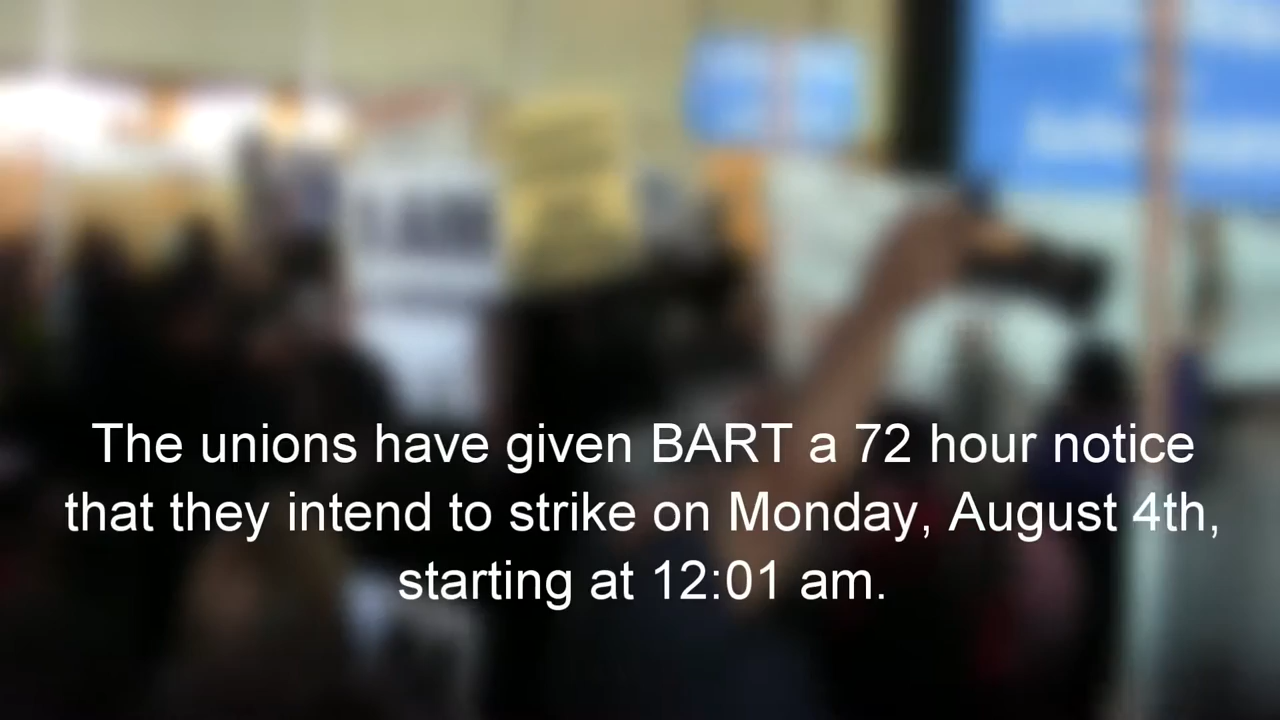 The unions have given BART a 72 hour notice
that they intend to strike on Monday, August 4th,
starting at 12:01 am.